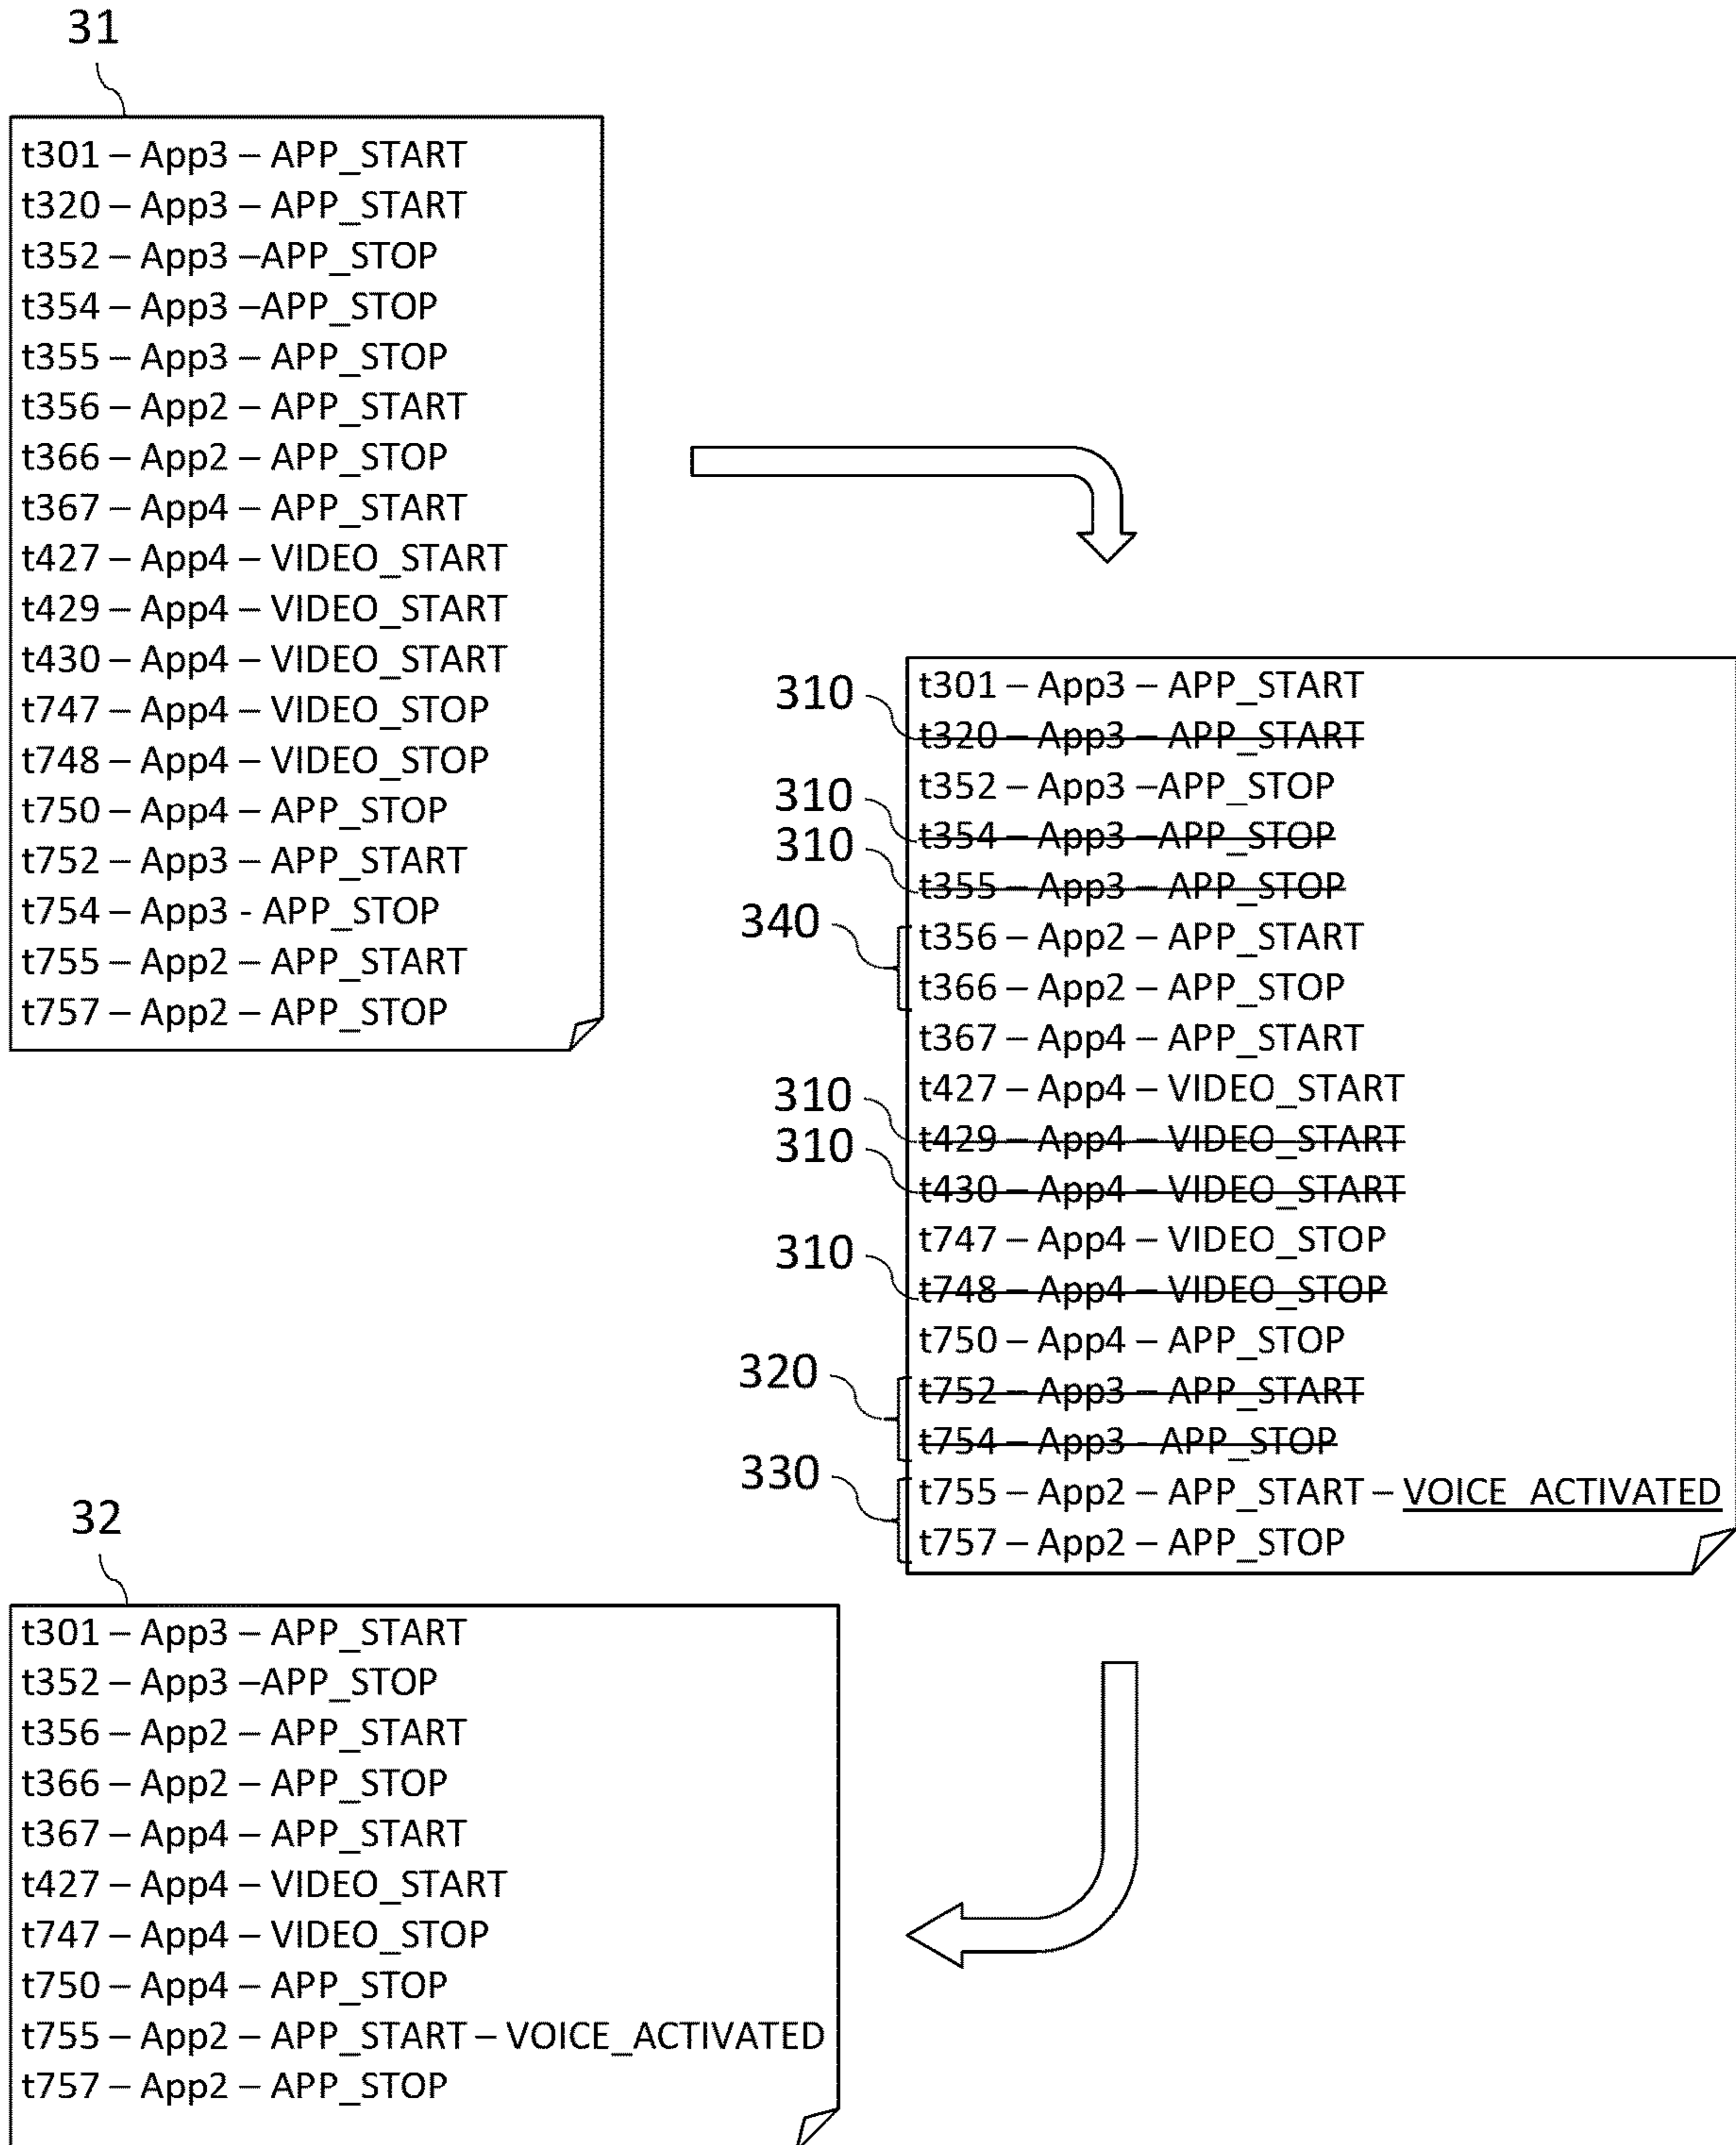 31
t301 – App3 – APP_START
t320 – App3 – APP_START
t352 – App3 –APP_STOP
t354 – App3 –APP_STOP
t355 – App3 – APP_STOP
t356 – App2 – APP_START
t366 – App2 – APP_STOP
t367 – App4 – APP_START
t427 – App4 – VIDEO_START
t429 – App4 – VIDEO_START
t430 – App4 – VIDEO_START
t747 – App4 – VIDEO_STOP
t748 – App4 – VIDEO_STOP
t750 – App4 – APP_STOP
t752 – App3 – APP_START
t754 – App3 - APP_STOP
t755 – App2 – APP_START
t757 – App2 – APP_STOP
t301 – App3 – APP_START
310 t320 – App3 – APP_START
t352 – App3 –APP_STOP
310 t354 – App3 –APP_STOP
310 t355 – App3 – APP_STOP
340 t356 – App2 – APP_START
t366 – App2 – APP_STOP
t367 – App4 – APP_START
t427 – App4 – VIDEO_START
310 t429 – App4 – VIDEO_START
310 t430 – App4 – VIDEO_START
t747 – App4 – VIDEO_STOP
310 t748 – App4 – VIDEO_STOP
t750 – App4 – APP_STOP
320 t752 – App3 – APP_START
t754 – App3 - APP_STOP
330 t755 – App2 – APP_START – VOICE_ACTIVATED
t757 – App2 – APP_STOP
32
t301 – App3 – APP_START
t352 – App3 –APP_STOP
t356 – App2 – APP_START
t366 – App2 – APP_STOP
t367 – App4 – APP_START
t427 – App4 – VIDEO_START
t747 – App4 – VIDEO_STOP
t750 – App4 – APP_STOP
t755 – App2 – APP_START – VOICE_ACTIVATED
t757 – App2 – APP_STOP